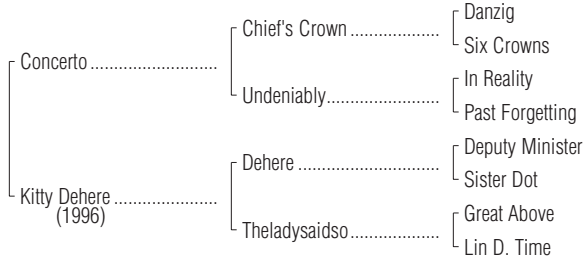 Danzig
Chief's Crown
Six Crowns
Concerto
In Reality
Undeniably
Past Forgetting
Deputy Minister
Dehere
Sister Dot
Kitty Dehere
(1996)
Great Above
Theladysaidso
Lin D. Time